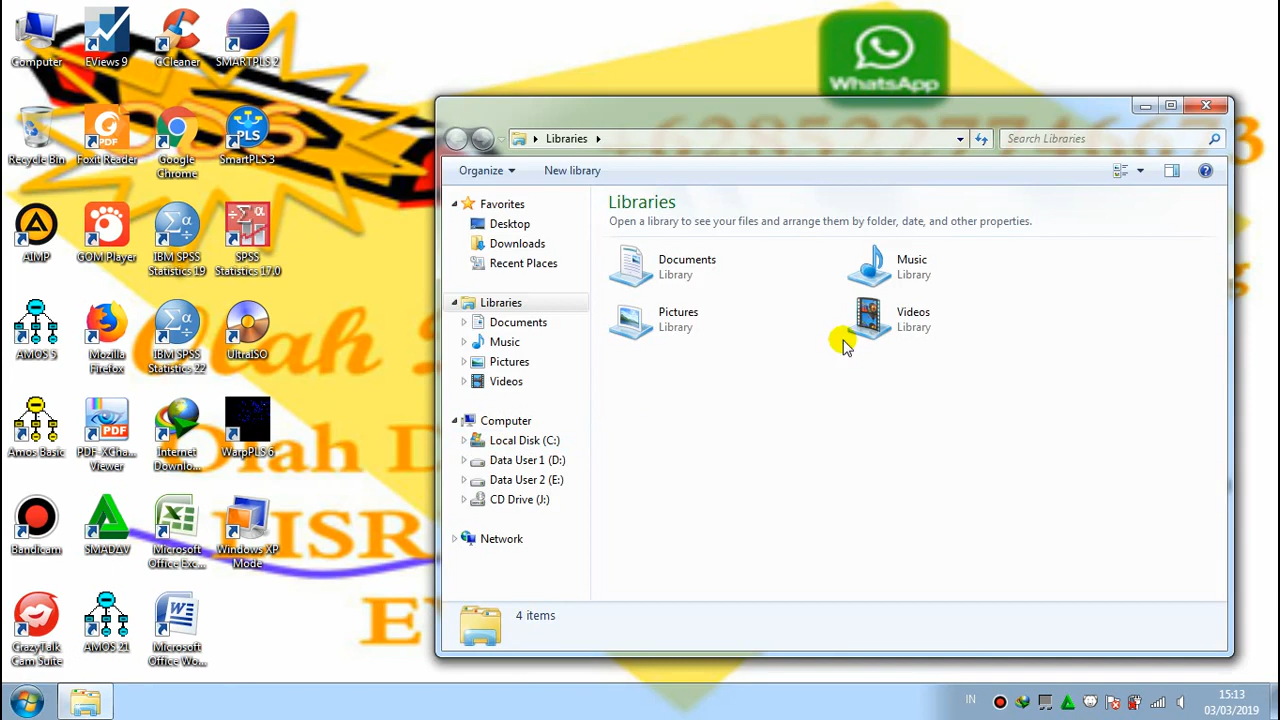 Computer
EViews 9
CCleaner
SMARTPLS 2
WhatsApp
Recycle Bin
Foxit Reader
Google
Chrome
SmartPLS 3
AIMP
GOM Player
IBM SPSS
Statistics 19
SPSS
Statistics 17.0
AMOS 5
Mozilla
Firefox
IBM SPSS
Statistics 22
UltraISO
Amos Basic
PDF-XCha...
Viewer
Internet
Downlo...
WarpPLS 6
Bandicam
SMADΔV
Microsoft
Office Exc...
Windows XP
Mode
CrazyTalk
Cam Suite
AMOS 21
Microsoft
Office Wo...
Olah
Olah D
LISR
Libraries
Search Libraries
Organize
New library
Favorites
Desktop
Downloads
Recent Places
Libraries
Documents
Music
Pictures
Videos
Computer
Local Disk (C:)
Data User 1 (D:)
Data User 2 (E:)
CD Drive (J:)
Network
Libraries
Open a library to see your files and arrange them by folder, date, and other properties.
Documents
Library
Music
Library
Pictures
Library
Videos
Library
4 items
IN
15:13
03/03/2019